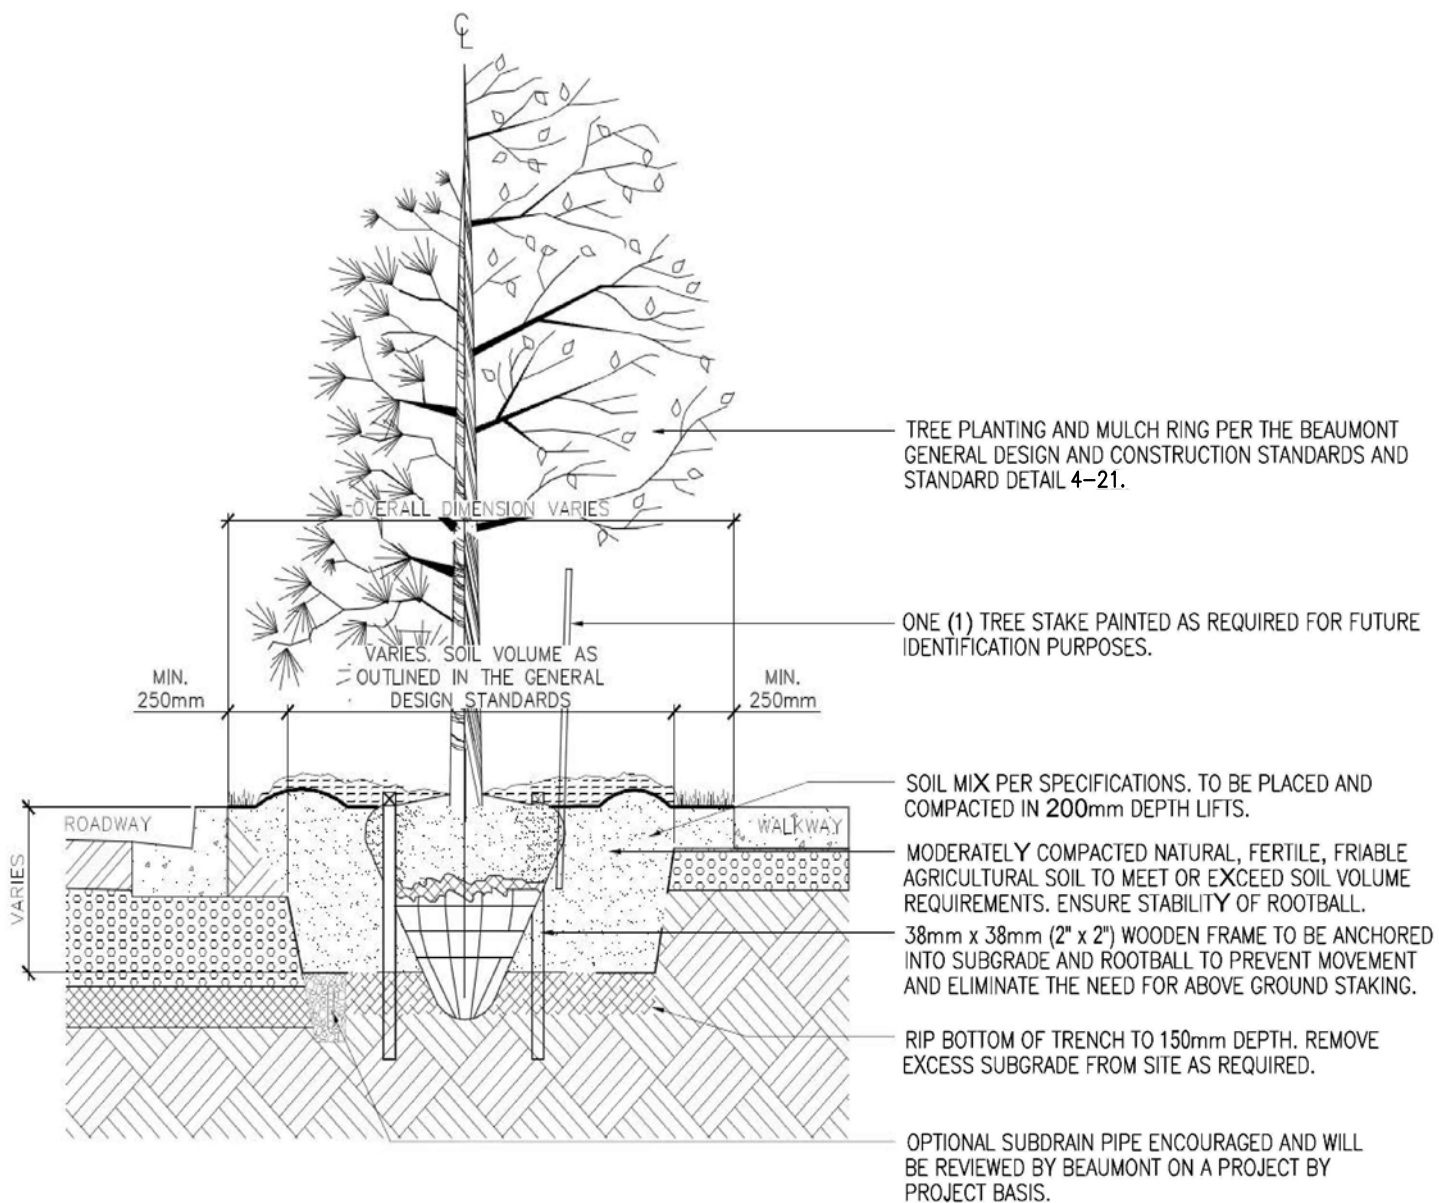 ℄
TREE PLANTING AND MULCH RING PER THE BEAUMONT
GENERAL DESIGN AND CONSTRUCTION STANDARDS AND
STANDARD DETAIL 4-21.
OVERALL DIMENSION VARIES
ONE (1) TREE STAKE PAINTED AS REQUIRED FOR FUTURE
IDENTIFICATION PURPOSES.
VARIES. SOIL VOLUME AS
OUTLINED IN THE GENERAL
DESIGN STANDARDS
MIN.
250mm
MIN.
250mm
SOIL MIX PER SPECIFICATIONS. TO BE PLACED AND
COMPACTED IN 200mm DEPTH LIFTS.
ROADWAY
WALKWAY
VARIES
MODERATELY COMPACTED NATURAL, FERTILE, FRIABLE
AGRICULTURAL SOIL TO MEET OR EXCEED SOIL VOLUME
REQUIREMENTS. ENSURE STABILITY OF ROOTBALL.
38mm x 38mm (2" x 2") WOODEN FRAME TO BE ANCHORED
INTO SUBGRADE AND ROOTBALL TO PREVENT MOVEMENT
AND ELIMINATE THE NEED FOR ABOVE GROUND STAKING.
RIP BOTTOM OF TRENCH TO 150mm DEPTH. REMOVE
EXCESS SUBGRADE FROM SITE AS REQUIRED.
OPTIONAL SUBDRAIN PIPE ENCOURAGED AND WILL
BE REVIEWED BY BEAUMONT ON A PROJECT BY
PROJECT BASIS.